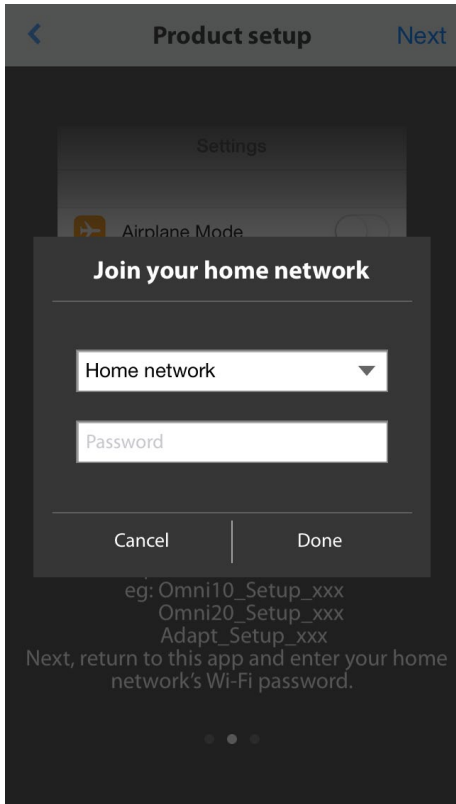 Product setup Next
Settings
Airplane Mode
Join your home network
Home network
Password
Cancel Done
eg: Omni10_Setup_xxx
Omni20_Setup_xxx
Adapt_Setup_xxx
Next, return to this app and enter your home
network’s Wi-Fi password.